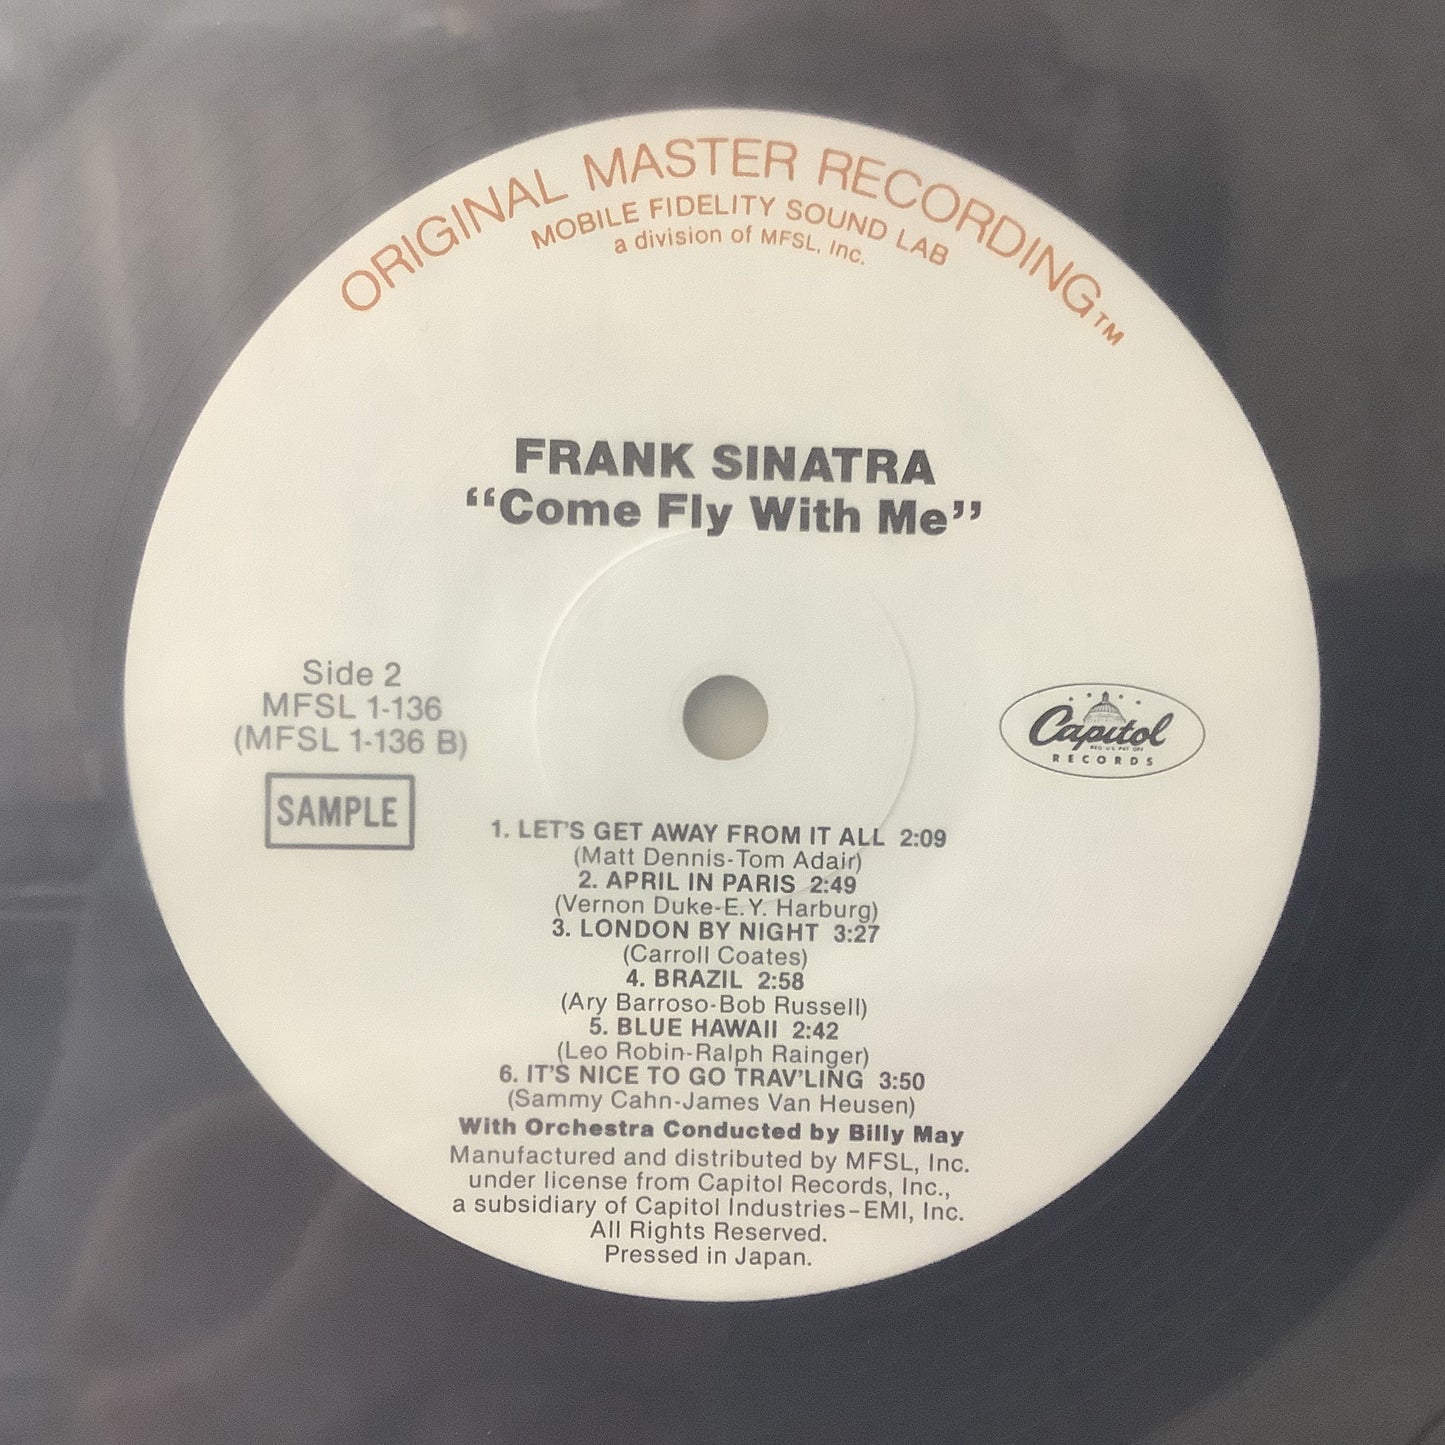 ORIGINAL MASTER RECORDING™
MOBILE FIDELITY SOUND LAB
a division of MFSL, Inc.
FRANK SINATRA
“Come Fly With Me”
Side 2
MFSL 1-136
(MFSL 1-136 B)
SAMPLE
Capitol
REG. U.S. PAT. OFF.
RECORDS
1. LET'S GET AWAY FROM IT ALL 2:09
(Matt Dennis-Tom Adair)
2. APRIL IN PARIS 2:49
(Vernon Duke-E.Y. Harburg)
3. LONDON BY NIGHT 3:27
(Carroll Coates)
4. BRAZIL 2:58
(Ary Barroso-Bob Russell)
5. BLUE HAWAII 2:42
(Leo Robin-Ralph Rainger)
6. IT'S NICE TO GO TRAV'LING 3:50
(Sammy Cahn-James Van Heusen)
With Orchestra Conducted by Billy May
Manufactured and distributed by MFSL, Inc.
under license from Capitol Records, Inc.,
a subsidiary of Capitol Industries–EMI, Inc.
All Rights Reserved.
Pressed in Japan.